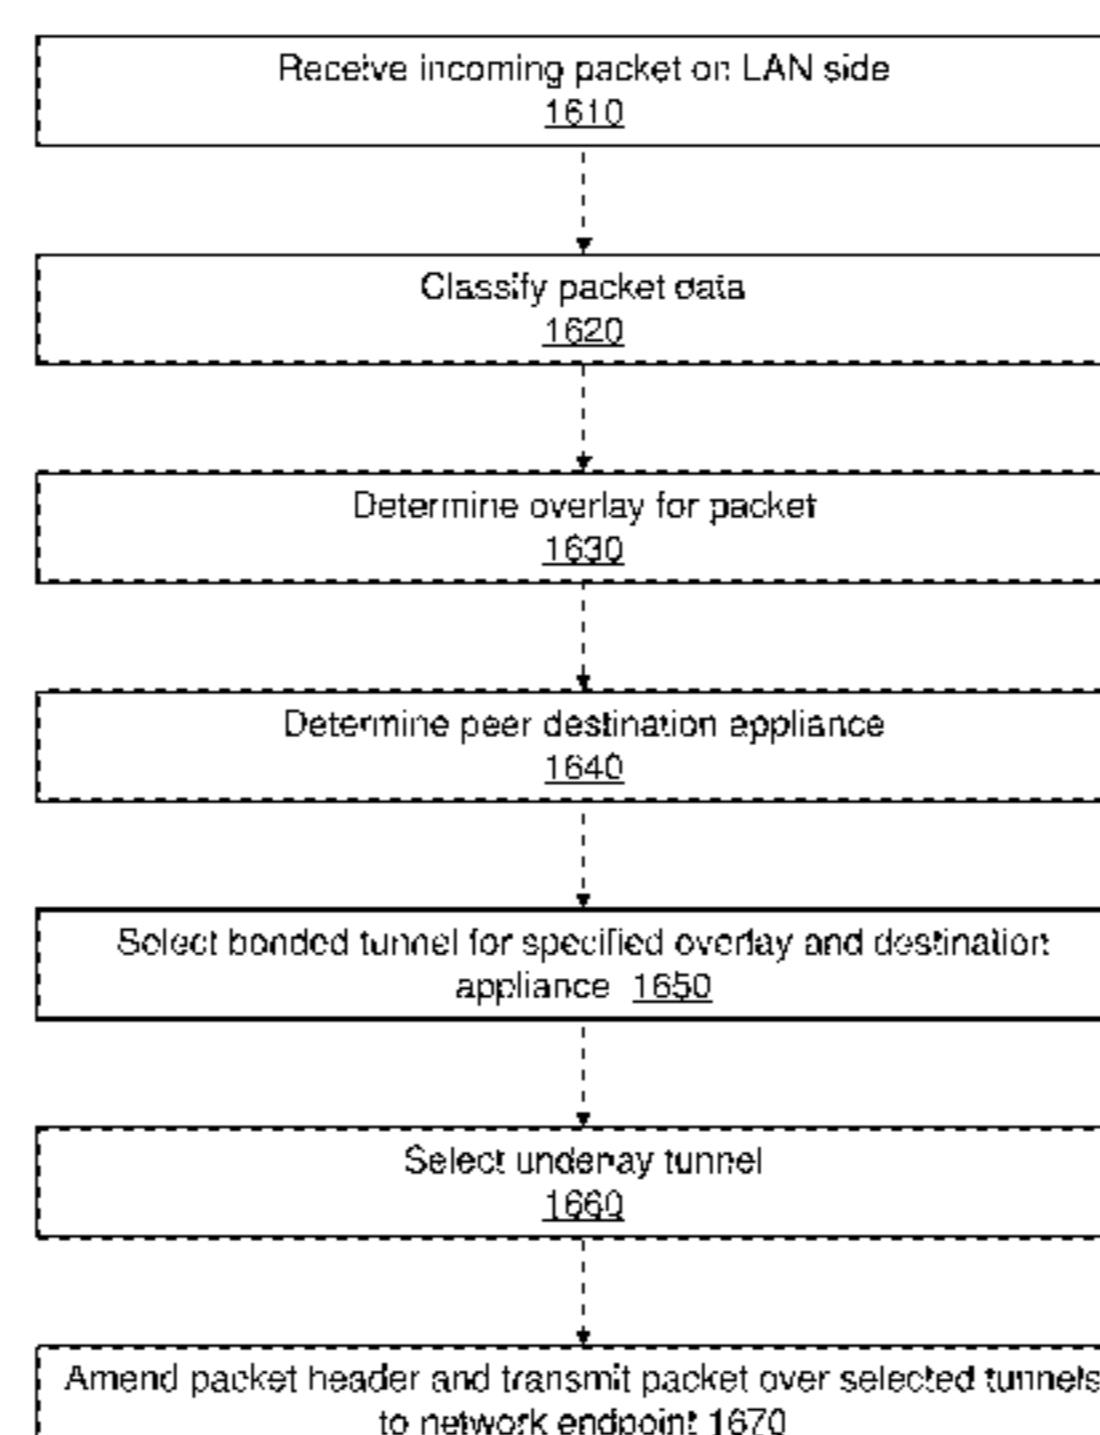 Receive incoming packet on LAN side
1610
Classify packet data
1620
Determine overlay for packet
1630
Determine peer destination appliance
1640
Select bonded tunnel for specified overlay and destination
appliance 1650
Select underlay tunnel
1660
Amend packet header and transmit packet over selected tunnels
to network endpoint 1670